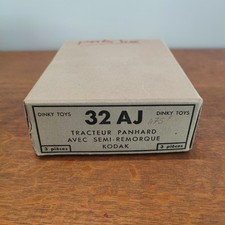 DINKY TOYS 32 AJ DINKY TOYS
TRACTEUR PANHARD
AVEC SEMI-REMORQUE
3 pièces KODAK 3 pièces